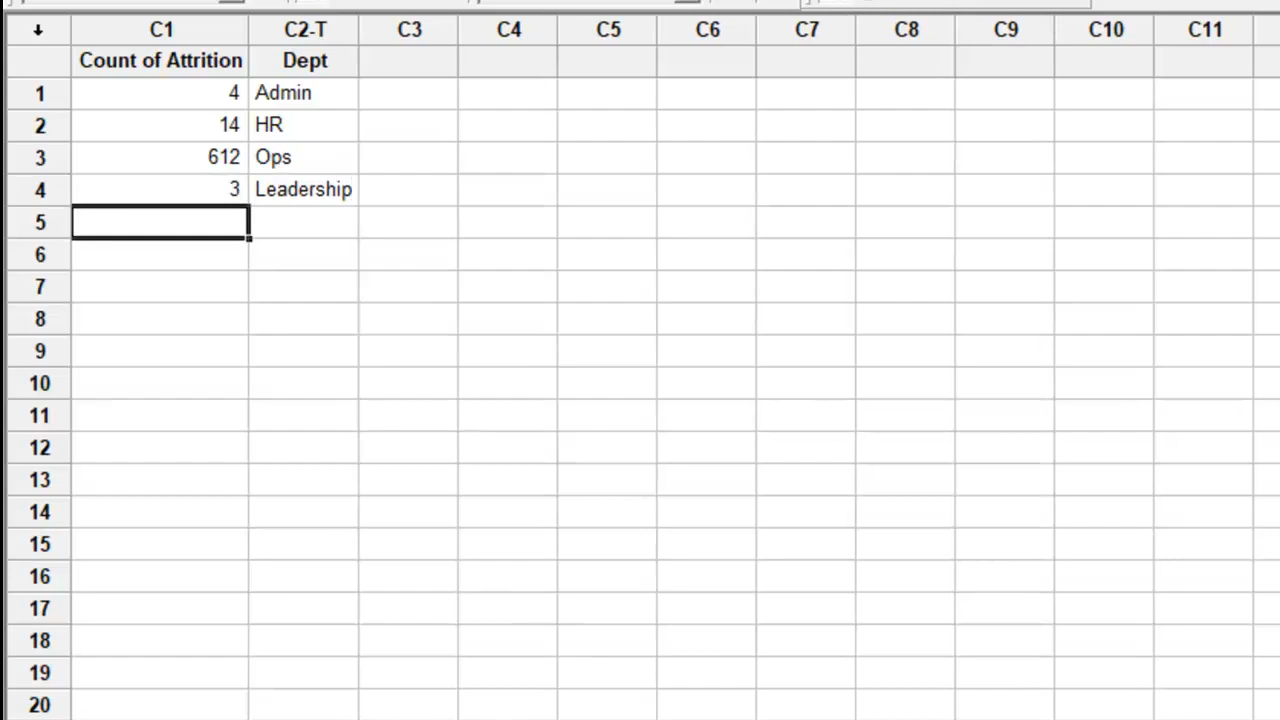 C1 C2-T C3 C4 C5 C6 C7 C8 C9 C10 C11
Count of Attrition Dept
1 4 Admin
2 14 HR
3 612 Ops
4 3 Leadership
5
6
7
8
9
10
11
12
13
14
15
16
17
18
19
20